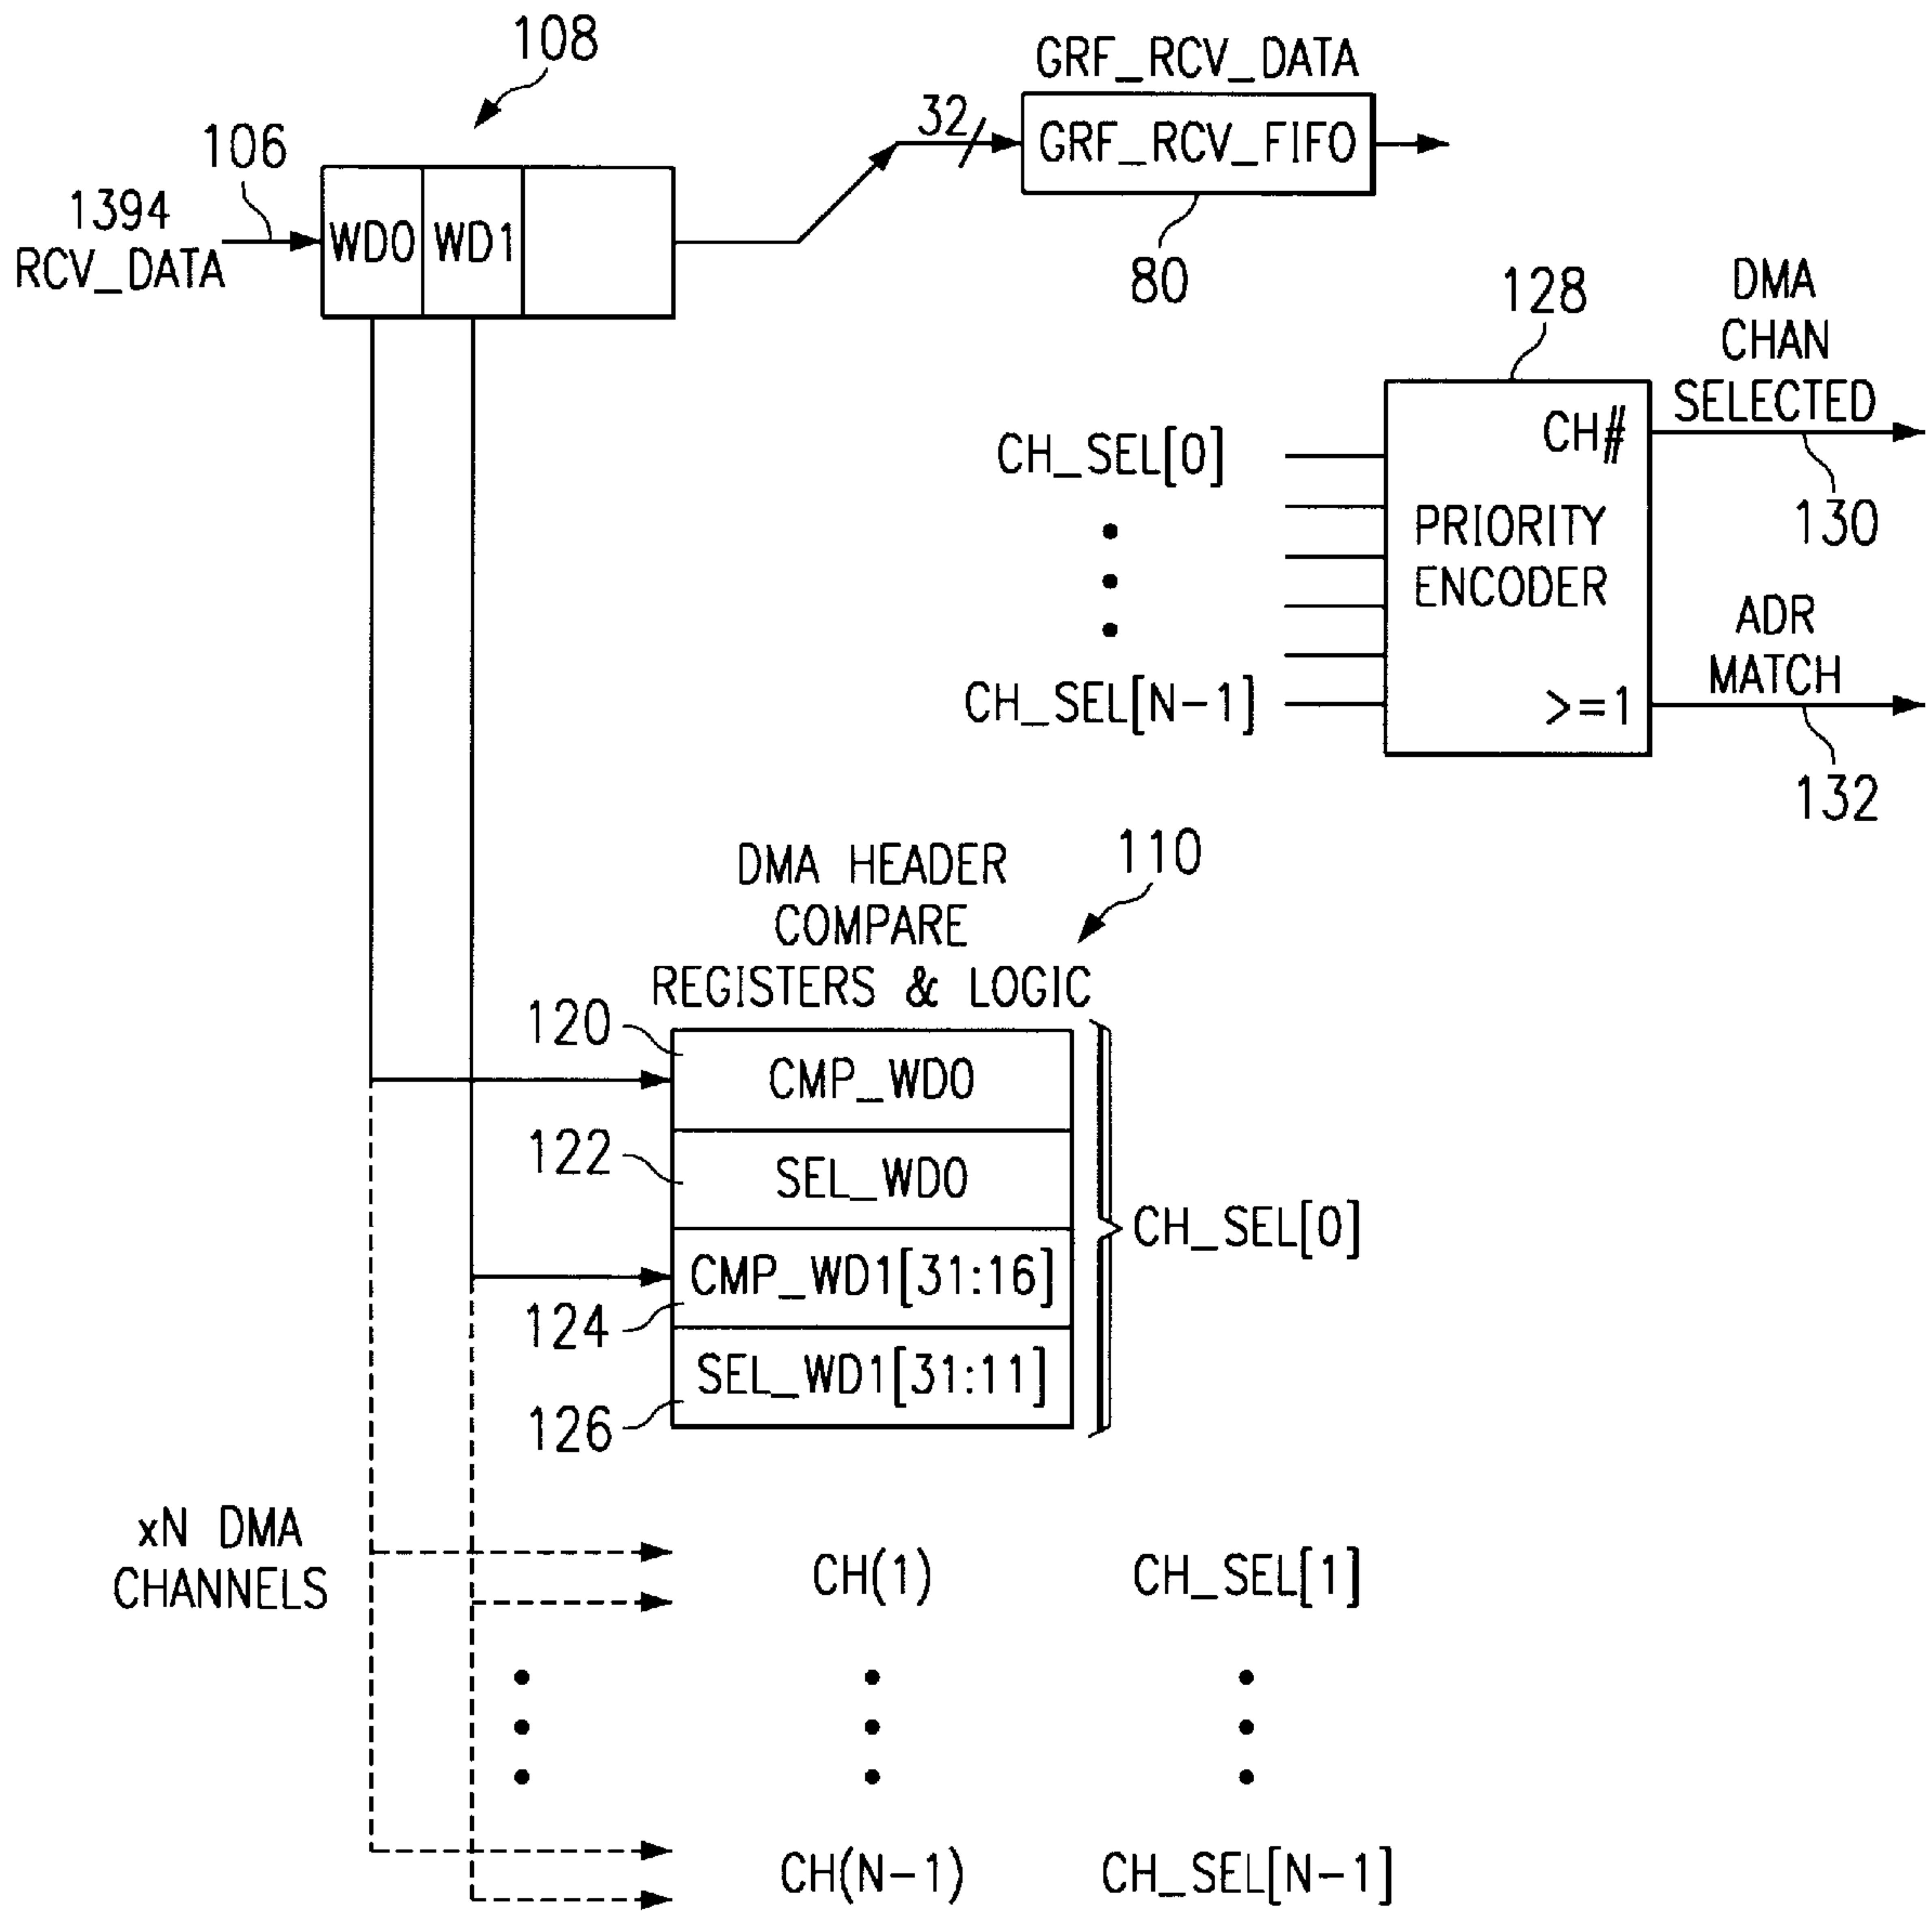 108
GRF_RCV_DATA
32
GRF_RCV_FIFO
106
1394
RCV_DATA
WD0 WD1
80
128
DMA
CHAN
SELECTED
CH#
CH_SEL[0]
130
PRIORITY
ENCODER
ADR
MATCH
CH_SEL[N-1]
>=1
132
DMA HEADER
COMPARE
REGISTERS & LOGIC
110
120
CMP_WD0
122
SEL_WD0
CH_SEL[0]
CMP_WD1[31:16]
124
SEL_WD1[31:11]
126
xN DMA
CHANNELS
CH(1)
CH_SEL[1]
CH(N-1)
CH_SEL[N-1]